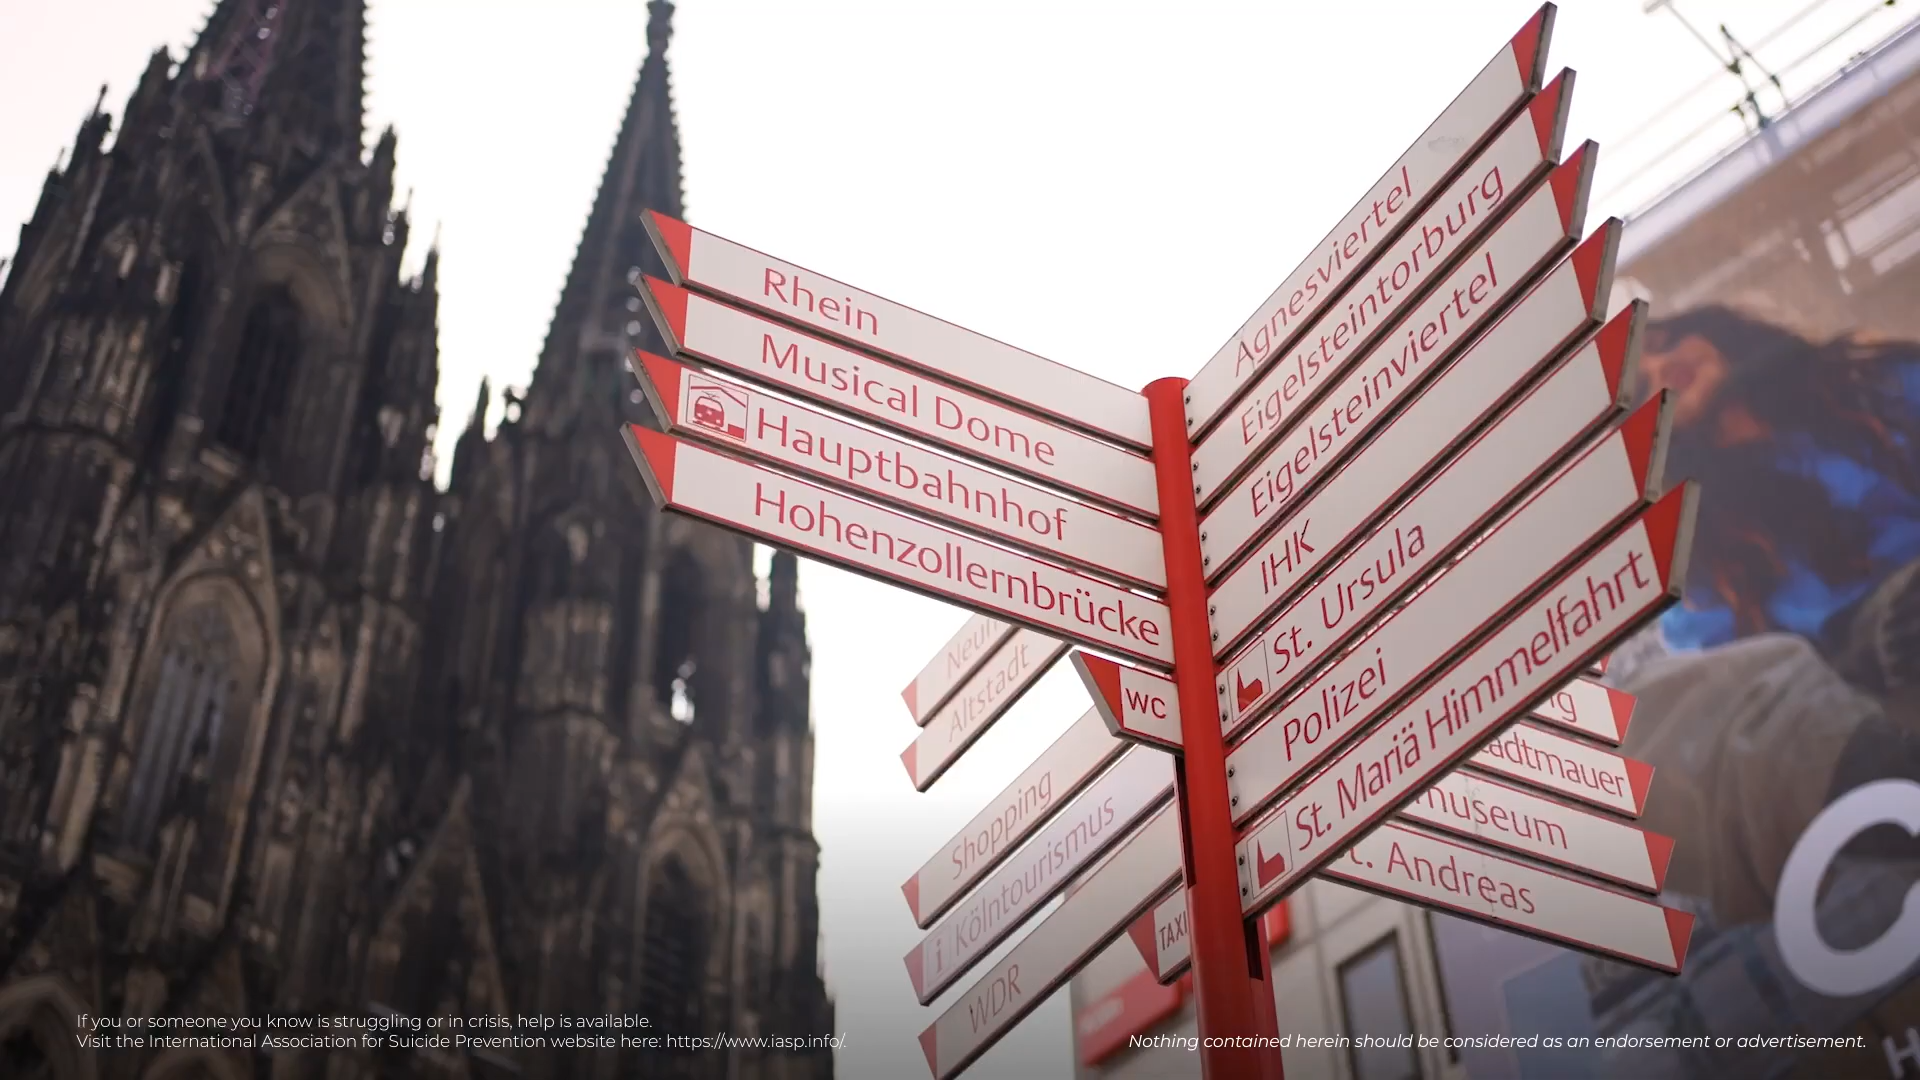 Rhein
Musical Dome
Hauptbahnhof
Hohenzollernbrücke
Agnesviertel
Eigelsteintorburg
Eigelsteinviertel
IHK
St. Ursula
Polizei
St. Mariä Himmelfahrt
WC
Altstadt
Shopping
i Kölntourismus
WDR
TAXI
museum
St. Andreas
If you or someone you know is struggling or in crisis, help is available.
Visit the International Association for Suicide Prevention website here: https://www.iasp.info/.
Nothing contained herein should be considered as an endorsement or advertisement.